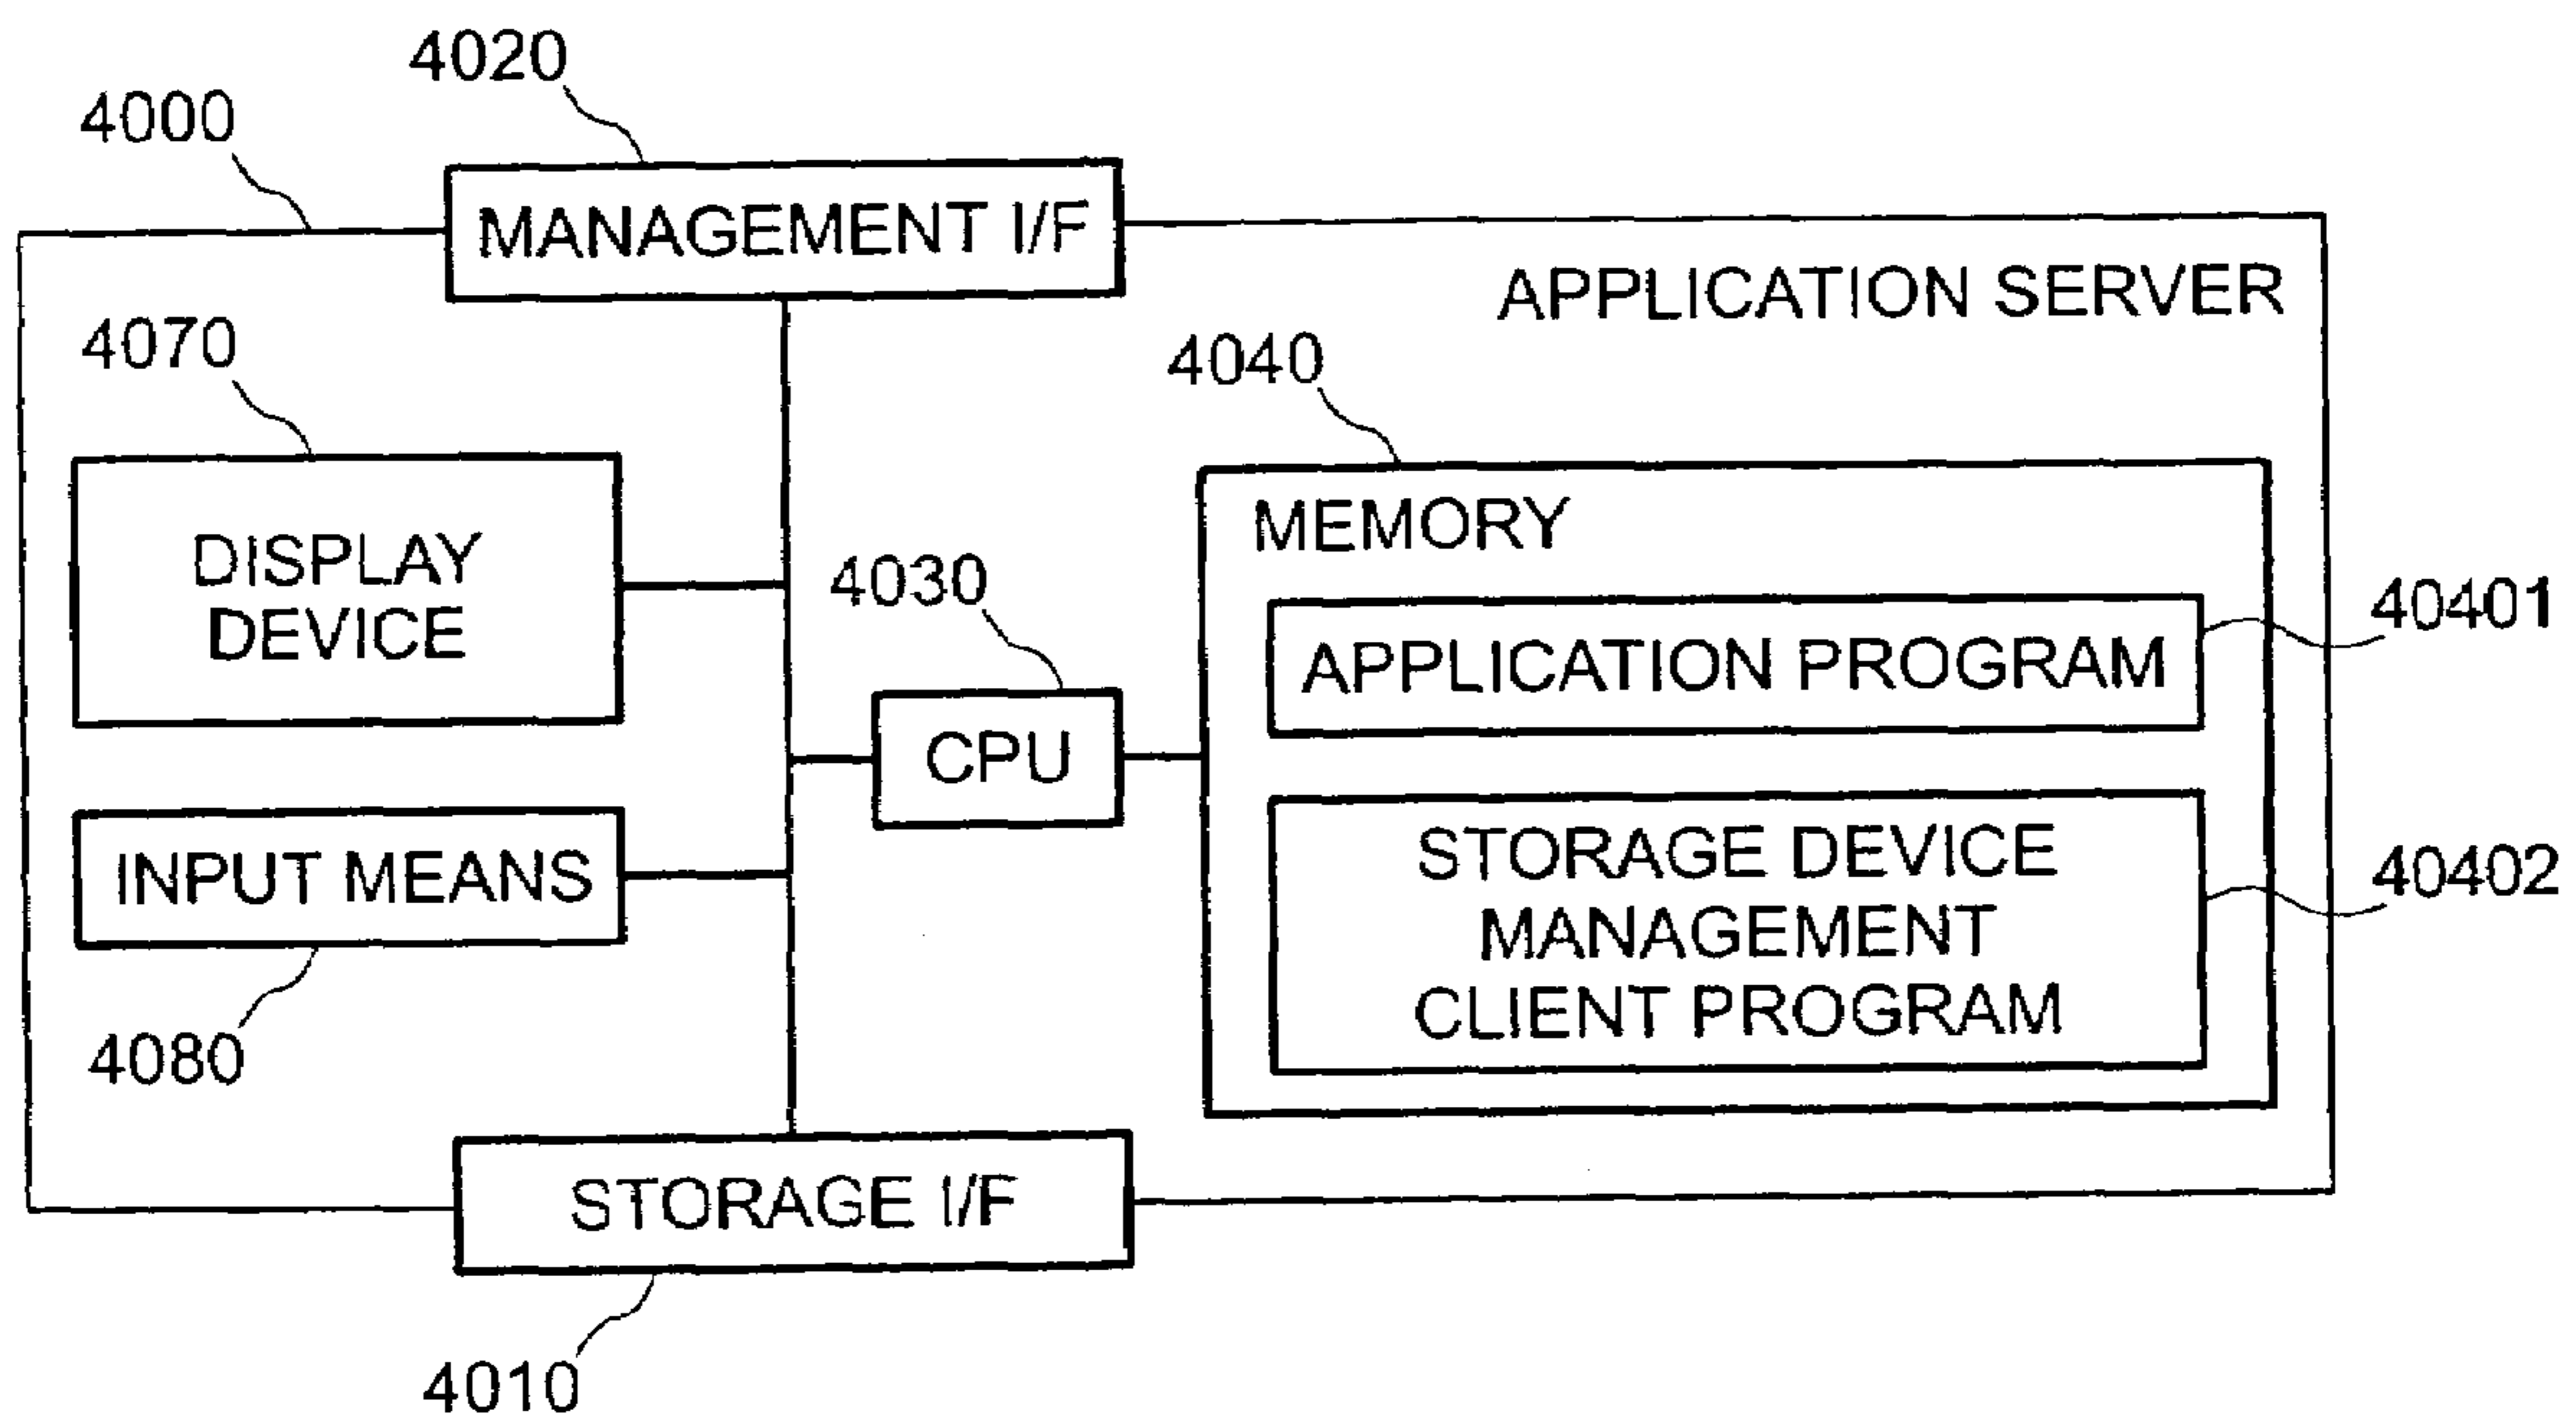 4020
4000
MANAGEMENT I/F
APPLICATION SERVER
4070
4040
DISPLAY
DEVICE
MEMORY
4030
40401
APPLICATION PROGRAM
CPU
INPUT MEANS
STORAGE DEVICE
MANAGEMENT
CLIENT PROGRAM
40402
4080
STORAGE I/F
4010